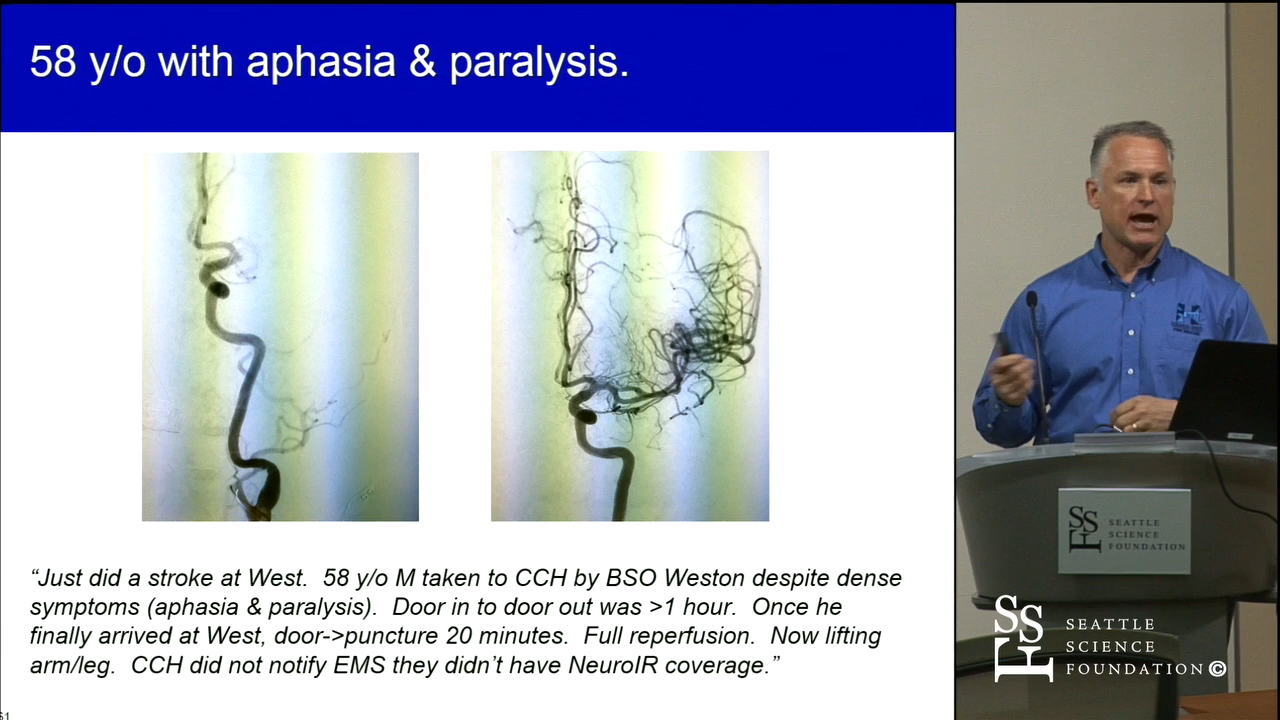 58 y/o with aphasia & paralysis.
“Just did a stroke at West.  58 y/o M taken to CCH by BSO Weston despite dense
symptoms (aphasia & paralysis).  Door in to door out was >1 hour.  Once he
finally arrived at West, door->puncture 20 minutes.  Full reperfusion.  Now lifting
arm/leg.  CCH did not notify EMS they didn’t have NeuroIR coverage.”
SSF
SEATTLE
SCIENCE
FOUNDATION
SSF
SEATTLE
SCIENCE
FOUNDATION©